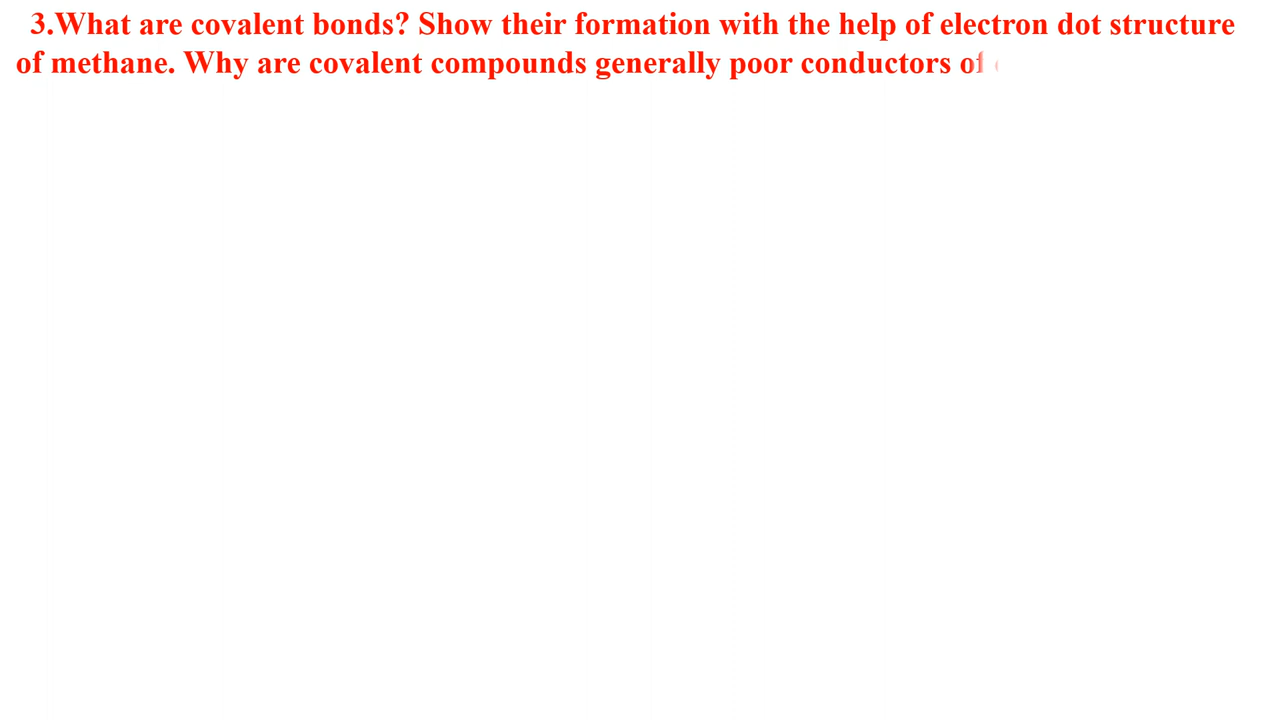 3.What are covalent bonds? Show their formation with the help of electron dot structure
of methane. Why are covalent compounds generally poor conductors of